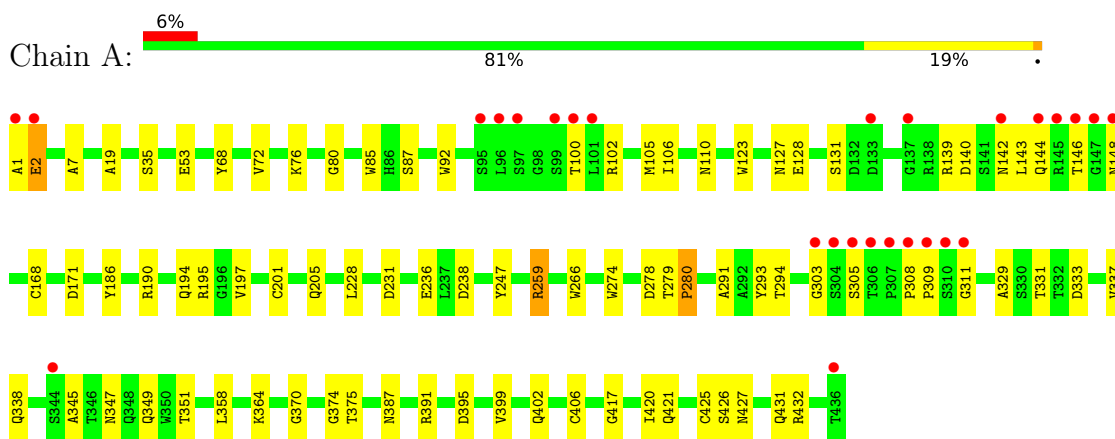 6%
Chain A:
81% 19% •
A1 E2 A7 A19 S35 E53 Y68 V72 K76 G80 W85 H86 S87 W92 S95 L96 S97 G98 S99 T100 L101 R102 M105 I106 N110 W123 N127 E128 S131 D132 D133 G137 R138 R139 D140 S141 N142 L143 Q144 R145 T146 G147 N148
C168 D171 Y186 R190 Q194 R195 G196 V197 C201 Q205 L228 D231 E236 L237 D238 Y247 R259 W266 W274 D278 T279 P280 A291 A292 Y293 T294 G303 S304 S305 T306 P307 P308 P309 S310 G311 A329 S330 T331 T332 D333 V337
Q338 S344 A345 T346 N347 Q348 Q349 W350 T351 L358 K364 G370 G374 T375 N387 R391 D395 V399 Q402 C406 G417 I420 Q421 C425 S426 N427 Q431 R432 T436